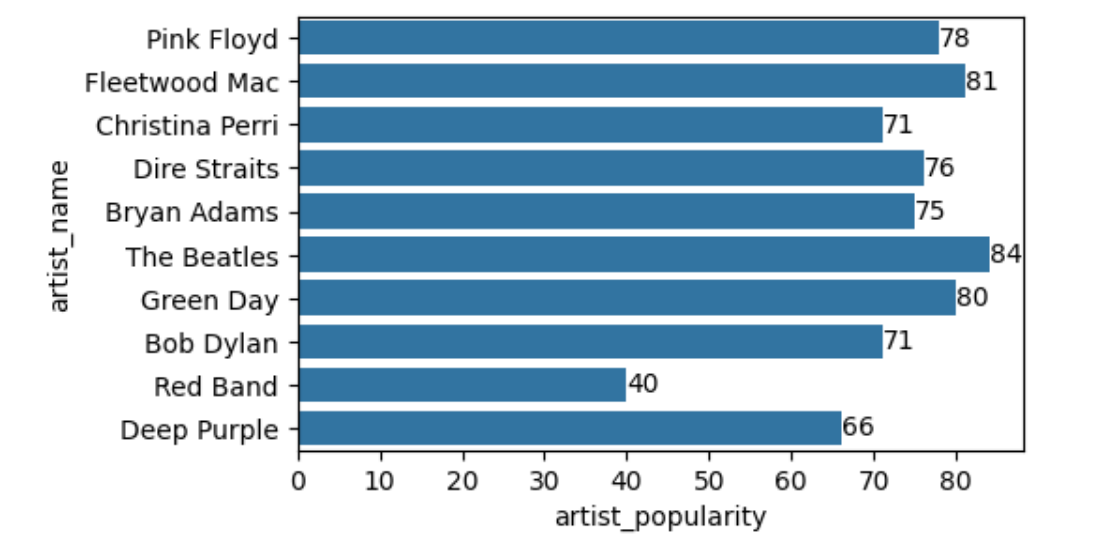 Pink Floyd 78
Fleetwood Mac 81
Christina Perri 71
Dire Straits 76
Bryan Adams 75
The Beatles 84
Green Day 80
Bob Dylan 71
Red Band 40
Deep Purple 66
artist_name
0 10 20 30 40 50 60 70 80
artist_popularity